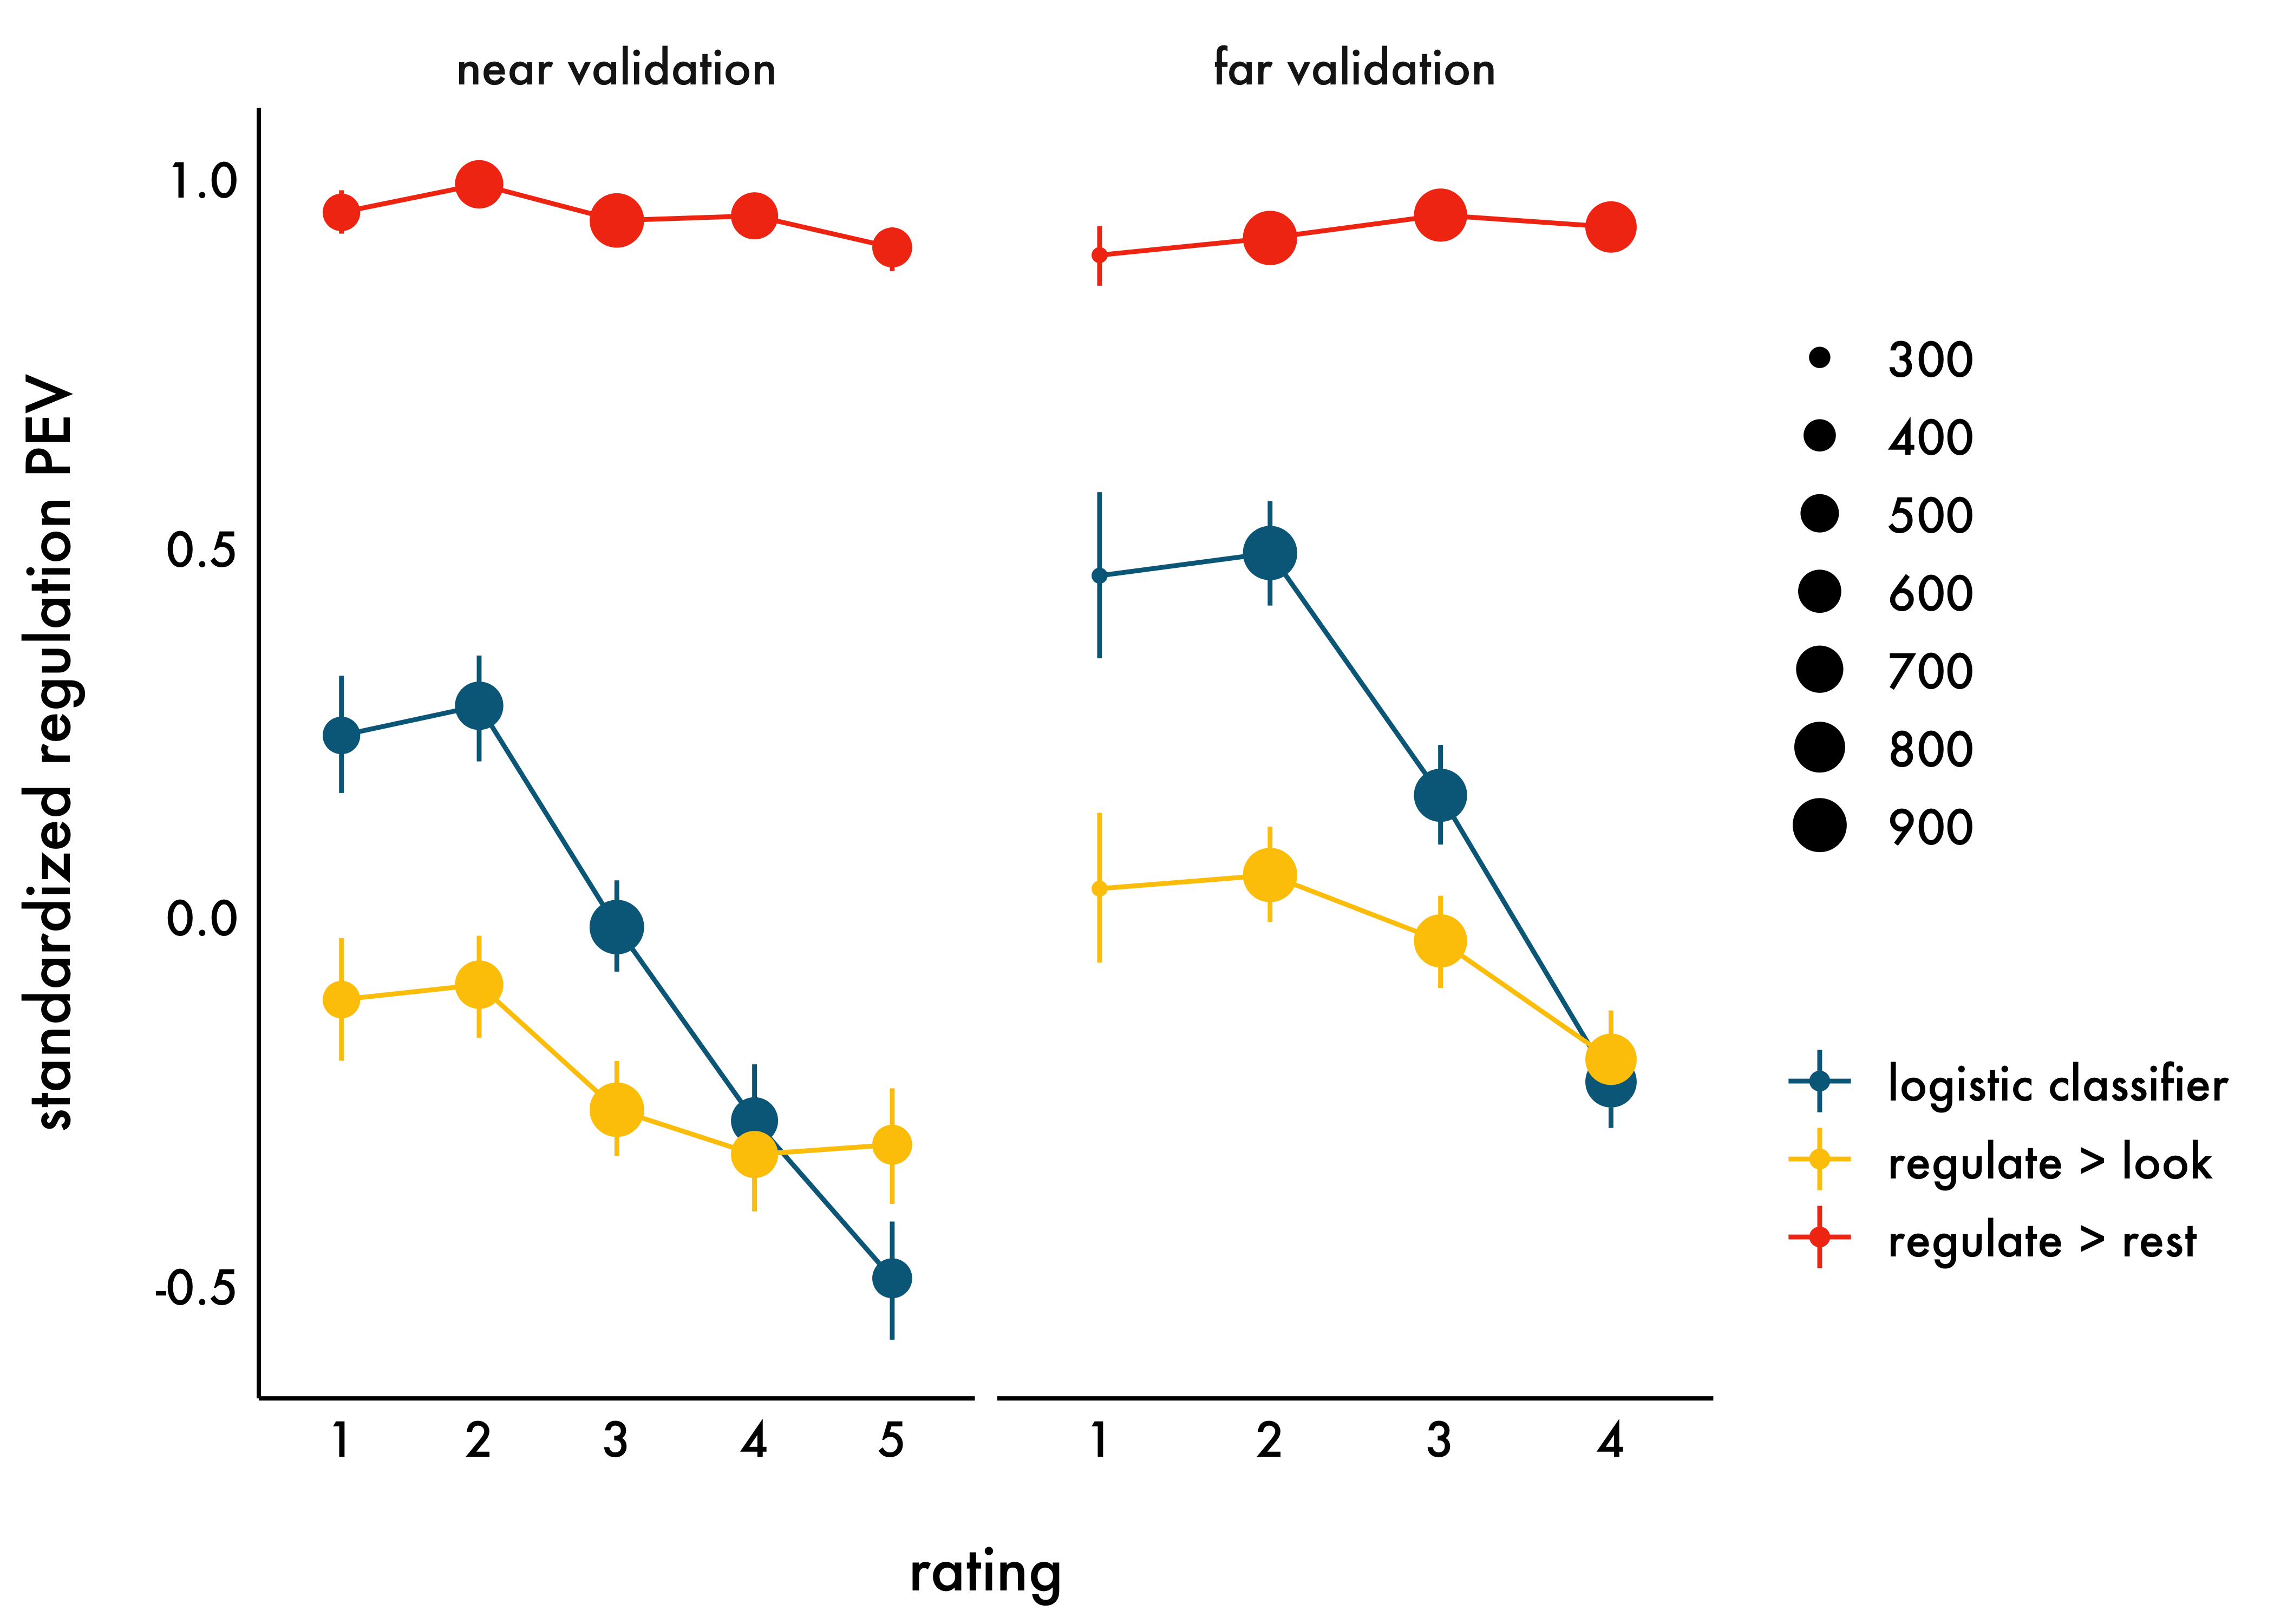 near validation
far validation
standardized regulation PEV
1.0
0.5
0.0
-0.5
1 2 3 4 5
1 2 3 4
rating
300
400
500
600
700
800
900
logistic classifier
regulate > look
regulate > rest